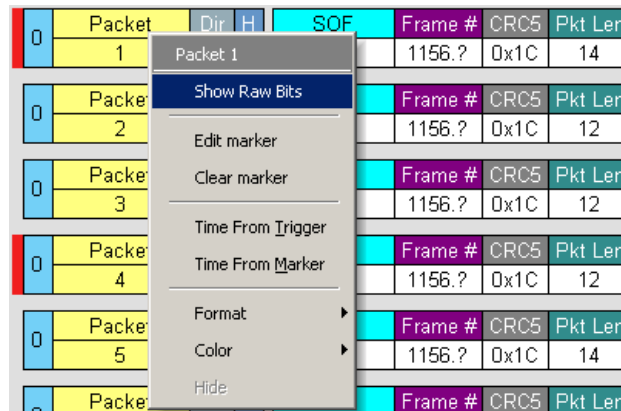 0 Packet Dir H SOF Frame # CRC5 Pkt Len
1 1156.? 0x1C 14
Packet 1
Show Raw Bits
0 Packet Frame # CRC5 Pkt Len
2 1156.? 0x1C 12
Edit marker
Clear marker
0 Packet Frame # CRC5 Pkt Len
3 1156.? 0x1C 12
Time From Trigger
0 Packet Frame # CRC5 Pkt Len
Time From Marker
4 1156.? 0x1C 12
Format
0 Packet Frame # CRC5 Pkt Len
Color
5 1156.? 0x1C 14
Hide
Packet Frame # CRC5 Pkt Len